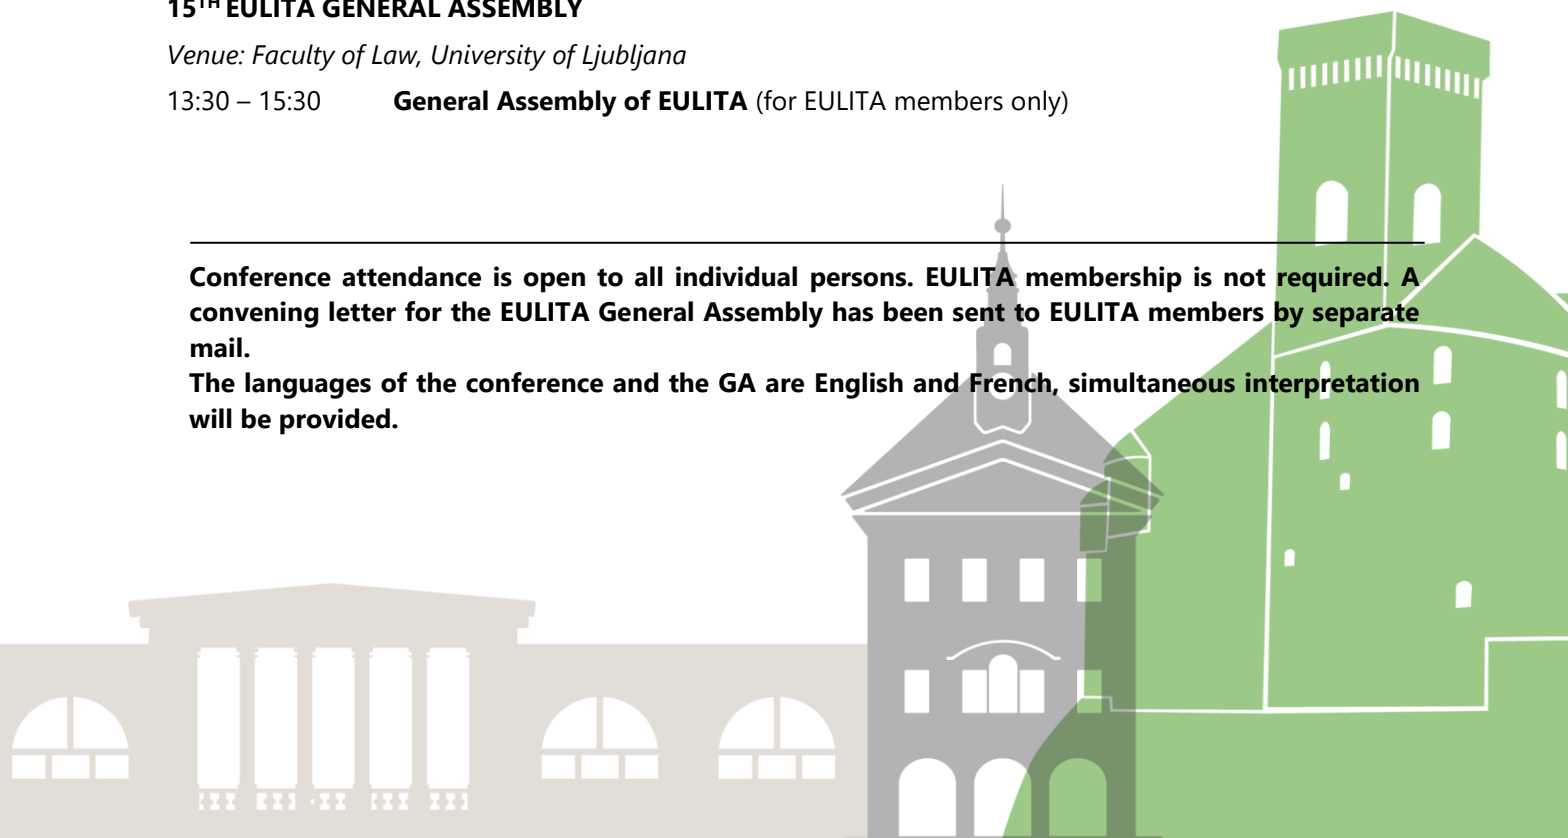 15TH EULITA GENERAL ASSEMBLY
Venue: Faculty of Law, University of Ljubljana
13:30 – 15:30 General Assembly of EULITA (for EULITA members only)
Conference attendance is open to all individual persons. EULITA membership is not required. A
convening letter for the EULITA General Assembly has been sent to EULITA members by separate
mail.
The languages of the conference and the GA are English and French, simultaneous interpretation
will be provided.